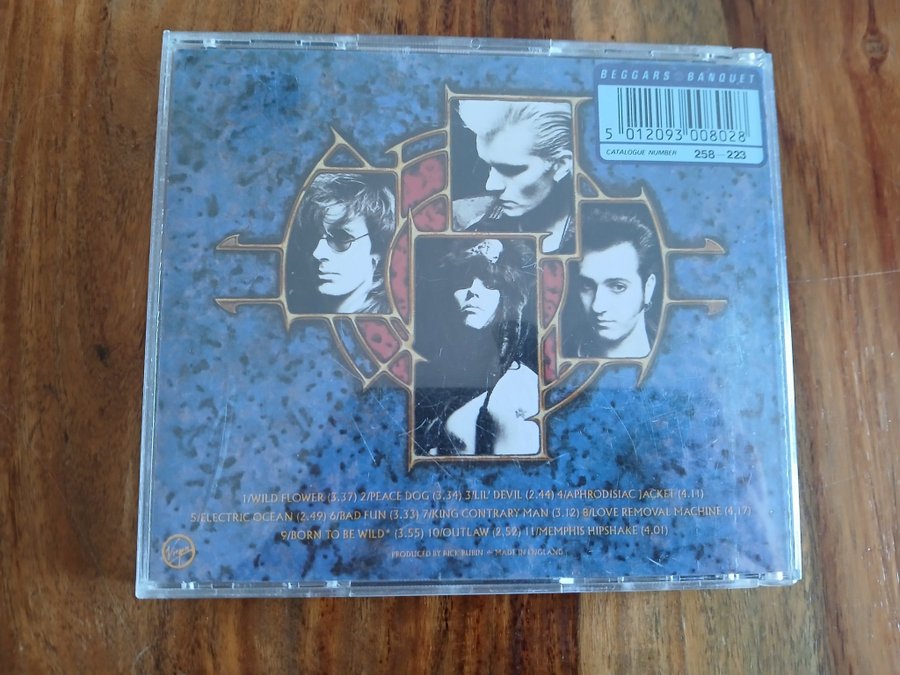 BEGGARS BANQUET
5 012093 008028
CATALOGUE NUMBER 258-223
1/WILD FLOWER (3.37) 2/PEACE DOG (3.34) 3/LIL' DEVIL (2.44) 4/APHRODISIAC JACKET (4.11)
5/ELECTRIC OCEAN (2.49) 6/BAD FUN (3.33) 7/KING CONTRARY MAN (3.12) 8/LOVE REMOVAL MACHINE (4.17)
9/BORN TO BE WILD* (3.55) 10/OUTLAW (2.52) 11/MEMPHIS HIPSHAKE (4.01)
PRODUCED BY RICK RUBIN - MADE IN ENGLAND
Virgin